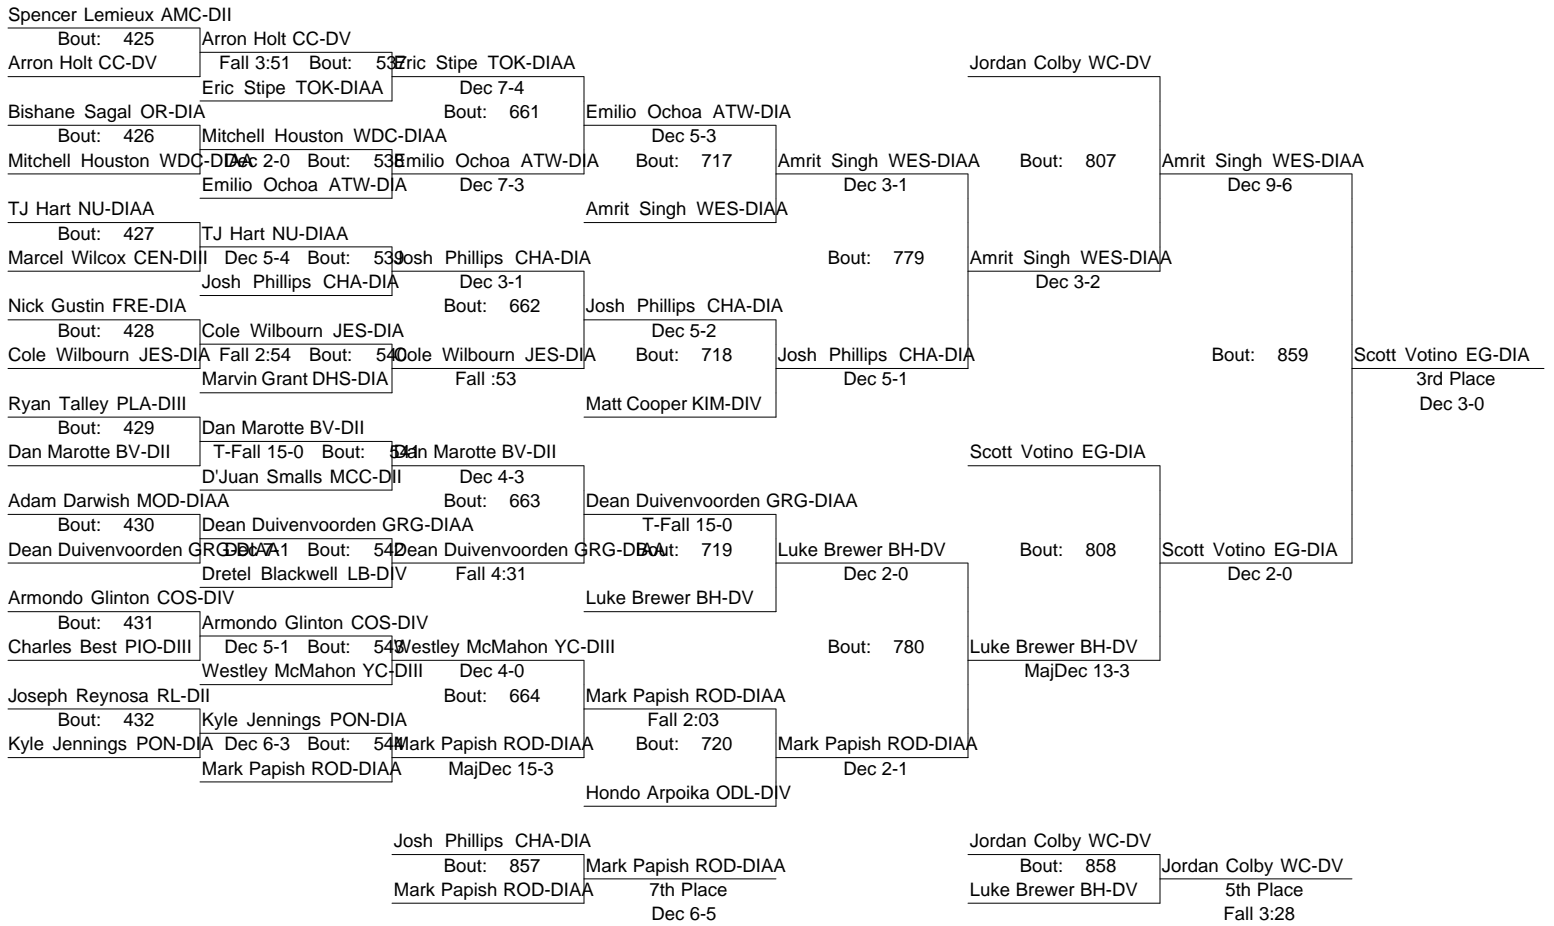 Spencer Lemieux AMC-DII
Bout: 425
Arron Holt CC-DV
Arron Holt CC-DV
Fall 3:51 Bout: 537
Eric Stipe TOK-DIAA
Eric Stipe TOK-DIAA
Dec 7-4
Bout: 661
Bishane Sagal OR-DIA
Bout: 426
Mitchell Houston WDC-DIAA
Mitchell Houston WDC-DIAA
Dec 2-0 Bout: 538
Emilio Ochoa ATW-DIA
Emilio Ochoa ATW-DIA
Dec 7-3
Emilio Ochoa ATW-DIA
Dec 5-3
Bout: 717
Amrit Singh WES-DIAA
Amrit Singh WES-DIAA
Dec 3-1
TJ Hart NU-DIAA
Bout: 427
Marcel Wilcox CEN-DIII
TJ Hart NU-DIAA
Dec 5-4 Bout: 539
Josh Phillips CHA-DIA
Josh Phillips CHA-DIA
Dec 3-1
Bout: 662
Nick Gustin FRE-DIA
Bout: 428
Cole Wilbourn JES-DIA
Cole Wilbourn JES-DIA
Fall 2:54 Bout: 540
Marvin Grant DHS-DIA
Cole Wilbourn JES-DIA
Fall :53
Josh Phillips CHA-DIA
Dec 5-2
Bout: 718
Matt Cooper KIM-DIV
Josh Phillips CHA-DIA
Dec 5-1
Bout: 779
Jordan Colby WC-DV
Bout: 807
Amrit Singh WES-DIAA
Dec 3-2
Amrit Singh WES-DIAA
Dec 9-6
Ryan Talley PLA-DIII
Bout: 429
Dan Marotte BV-DII
Dan Marotte BV-DII
T-Fall 15-0 Bout: 541
D'Juan Smalls MCC-DII
Dan Marotte BV-DII
Dec 4-3
Bout: 663
Adam Darwish MOD-DIAA
Bout: 430
Dean Duivenvoorden GRG-DIAA
Dean Duivenvoorden GRG-DIAA
Dec 7-1 Bout: 542
Dretel Blackwell LB-DIV
Dean Duivenvoorden GRG-DIAA
Fall 4:31
Dean Duivenvoorden GRG-DIAA
T-Fall 15-0
Bout: 719
Luke Brewer BH-DV
Luke Brewer BH-DV
Dec 2-0
Armondo Glinton COS-DIV
Bout: 431
Charles Best PIO-DIII
Armondo Glinton COS-DIV
Dec 5-1 Bout: 543
Westley McMahon YC-DIII
Westley McMahon YC-DIII
Dec 4-0
Bout: 664
Joseph Reynosa RL-DII
Bout: 432
Kyle Jennings PON-DIA
Kyle Jennings PON-DIA
Dec 6-3 Bout: 544
Mark Papish ROD-DIAA
Mark Papish ROD-DIAA
MajDec 15-3
Mark Papish ROD-DIAA
Fall 2:03
Bout: 720
Hondo Arpoika ODL-DIV
Mark Papish ROD-DIAA
Dec 2-1
Bout: 780
Scott Votino EG-DIA
Bout: 808
Luke Brewer BH-DV
MajDec 13-3
Scott Votino EG-DIA
Dec 2-0
Bout: 859
Scott Votino EG-DIA
3rd Place
Dec 3-0
Josh Phillips CHA-DIA
Bout: 857
Mark Papish ROD-DIAA
Mark Papish ROD-DIAA
7th Place
Dec 6-5
Jordan Colby WC-DV
Bout: 858
Luke Brewer BH-DV
Jordan Colby WC-DV
5th Place
Fall 3:28